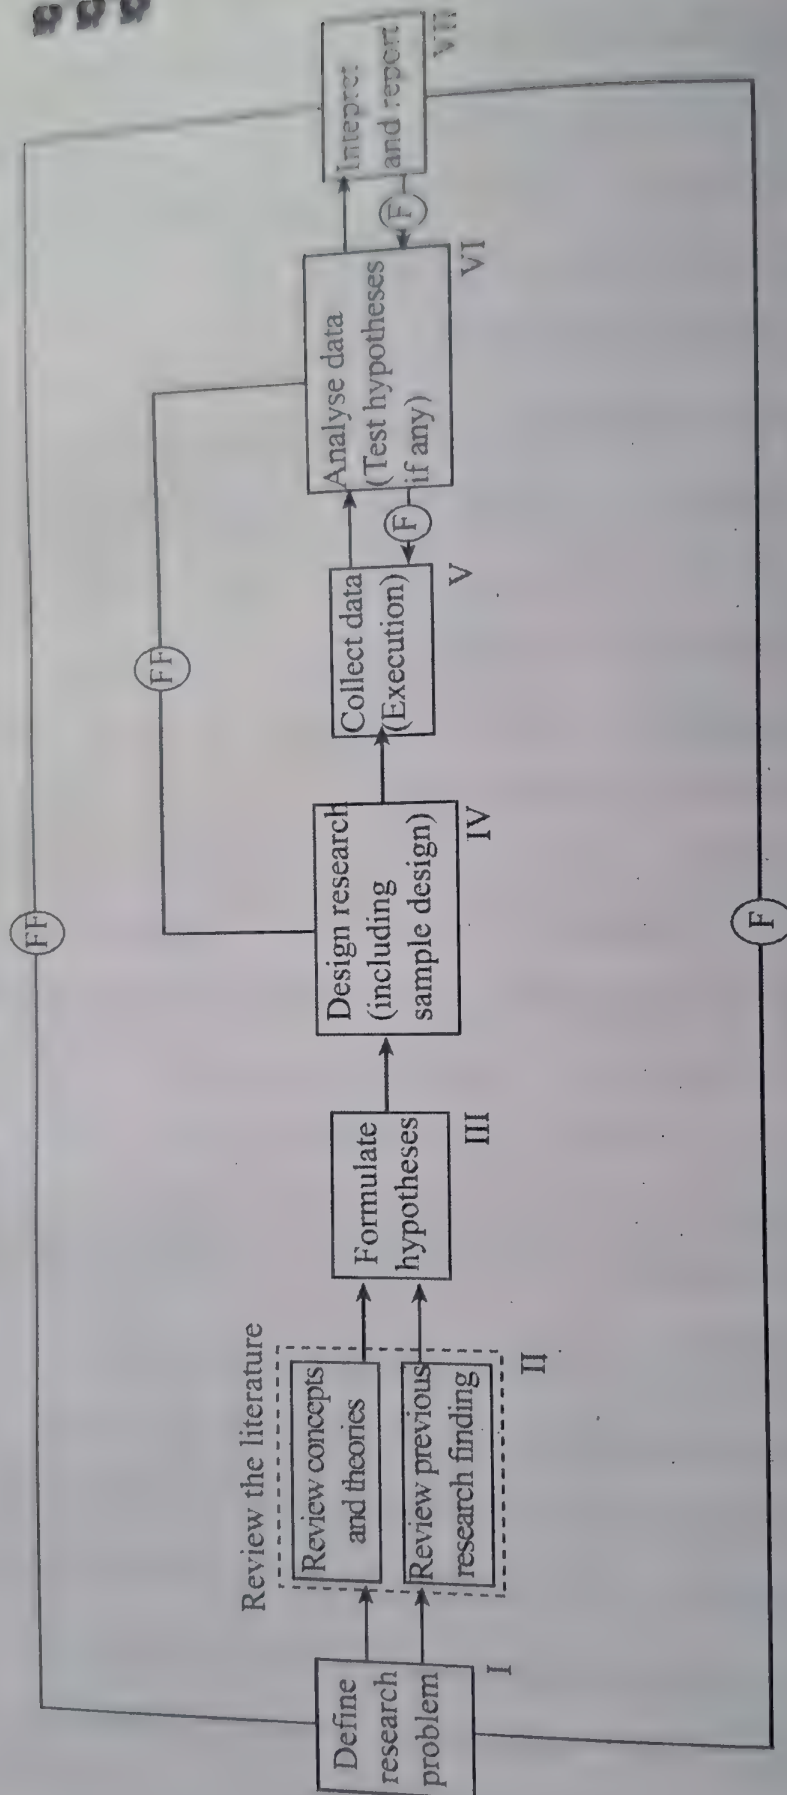 FF
FF
Review the literature
Define
research
problem
I
Review concepts
and theories
Review previous
research finding
II
Formulate
hypotheses
III
Design research
(including
sample design)
IV
Collect data
(Execution)
V
F
Analyse data
(Test hypotheses
if any)
VI
F
Intepret
and report
VII
F